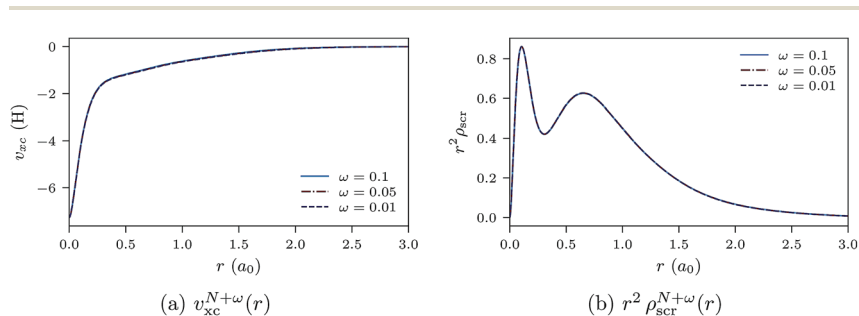 0
−2
−4
−6
v_xc (H)
ω = 0.1
ω = 0.05
ω = 0.01
0.0 0.5 1.0 1.5 2.0 2.5 3.0
r (a_0)
(a) v_xc^{N+ω}(r)
0.8
0.6
0.4
0.2
0.0
r^2 ρ_scr
ω = 0.1
ω = 0.05
ω = 0.01
0.0 0.5 1.0 1.5 2.0 2.5 3.0
r (a_0)
(b) r^2 ρ_scr^{N+ω}(r)